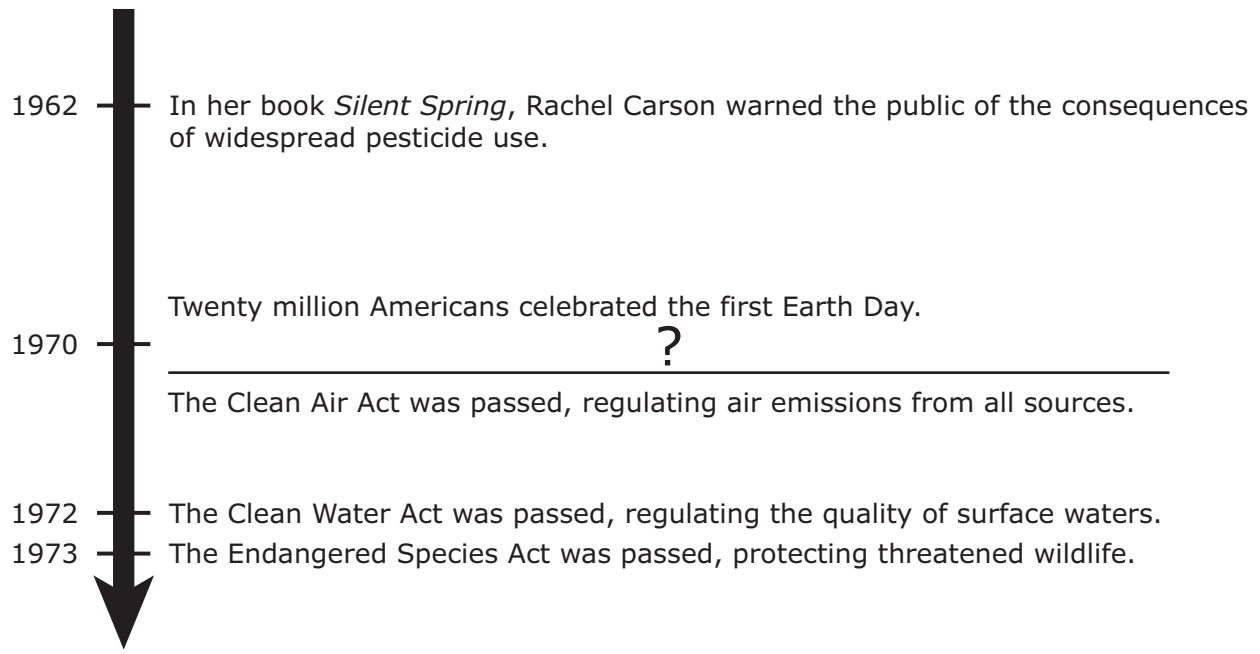 1962 In her book Silent Spring, Rachel Carson warned the public of the consequences
of widespread pesticide use.
Twenty million Americans celebrated the first Earth Day.
1970 ?
The Clean Air Act was passed, regulating air emissions from all sources.
1972 The Clean Water Act was passed, regulating the quality of surface waters.
1973 The Endangered Species Act was passed, protecting threatened wildlife.